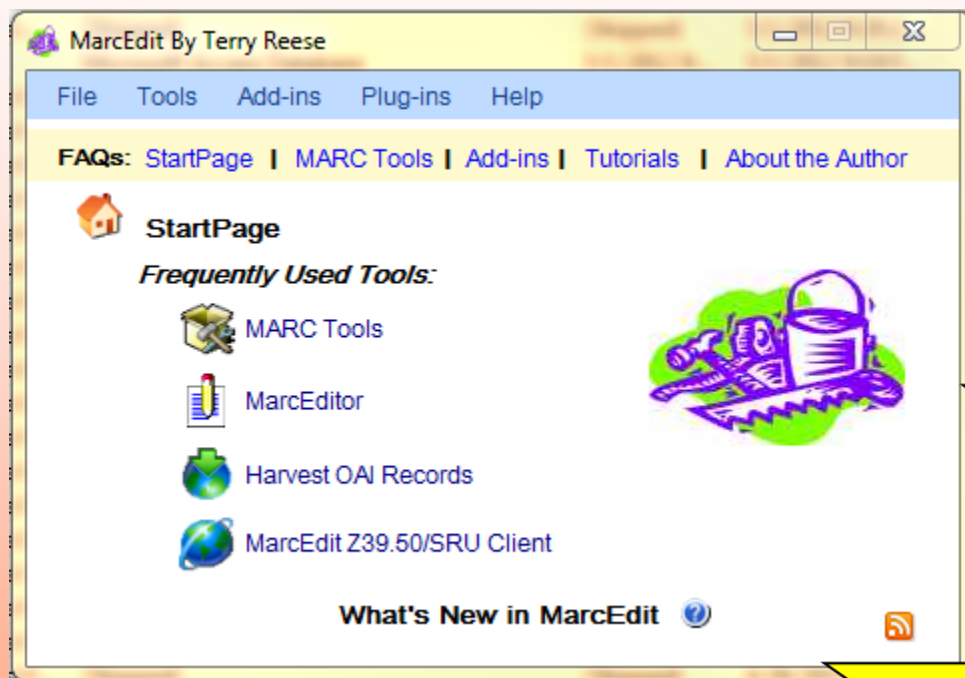 MarcEdit By Terry Reese
File Tools Add-ins Plug-ins Help
FAQs: StartPage | MARC Tools | Add-ins | Tutorials | About the Author
StartPage
Frequently Used Tools:
MARC Tools
MarcEditor
Harvest OAI Records
MarcEdit Z39.50/SRU Client
What's New in MarcEdit